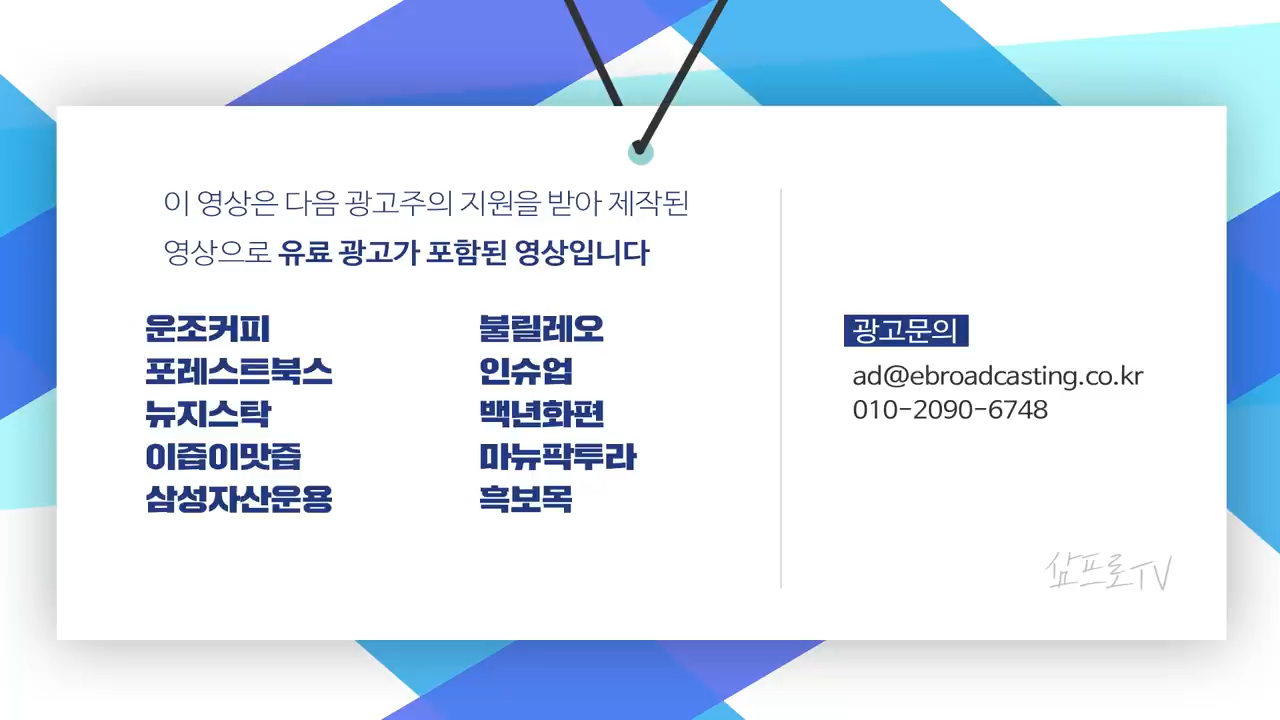 이 영상은 다음 광고주의 지원을 받아 제작된
영상으로 유료 광고가 포함된 영상입니다
운조커피
포레스트북스
뉴지스탁
이즙이맛즙
삼성자산운용
불릴레오
인슈업
백년화편
마뉴팍투라
흑보목
광고문의
ad@ebroadcasting.co.kr
010-2090-6748
삼프로TV